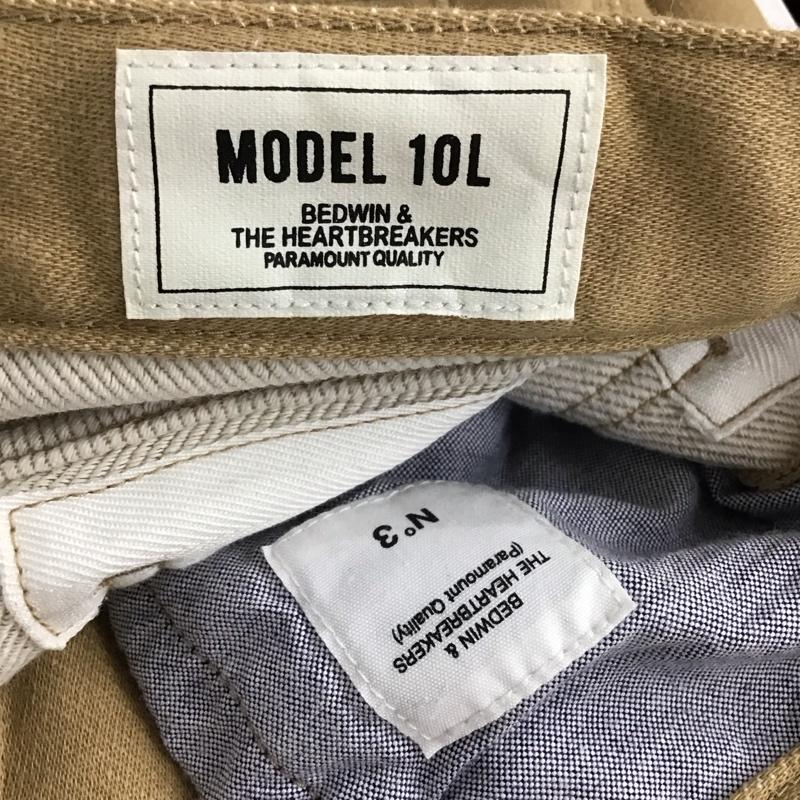 MODEL 10L
BEDWIN &
THE HEARTBREAKERS
PARAMOUNT QUALITY
BEDWIN &
THE HEARTBREAKERS
(Paramount Quality)
N°3